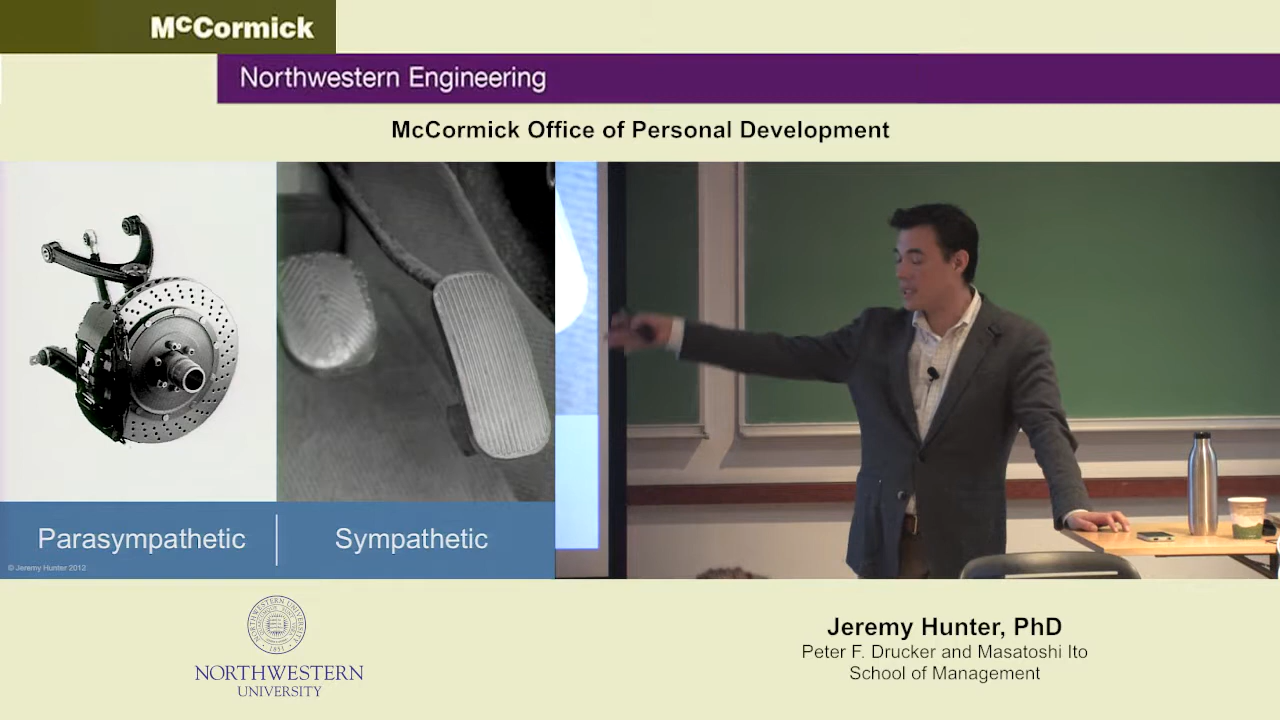 McCormick
Northwestern Engineering
McCormick Office of Personal Development
Parasympathetic
Sympathetic
© Jeremy Hunter 2012
NORTHWESTERN
UNIVERSITY
Jeremy Hunter, PhD
Peter F. Drucker and Masatoshi Ito
School of Management